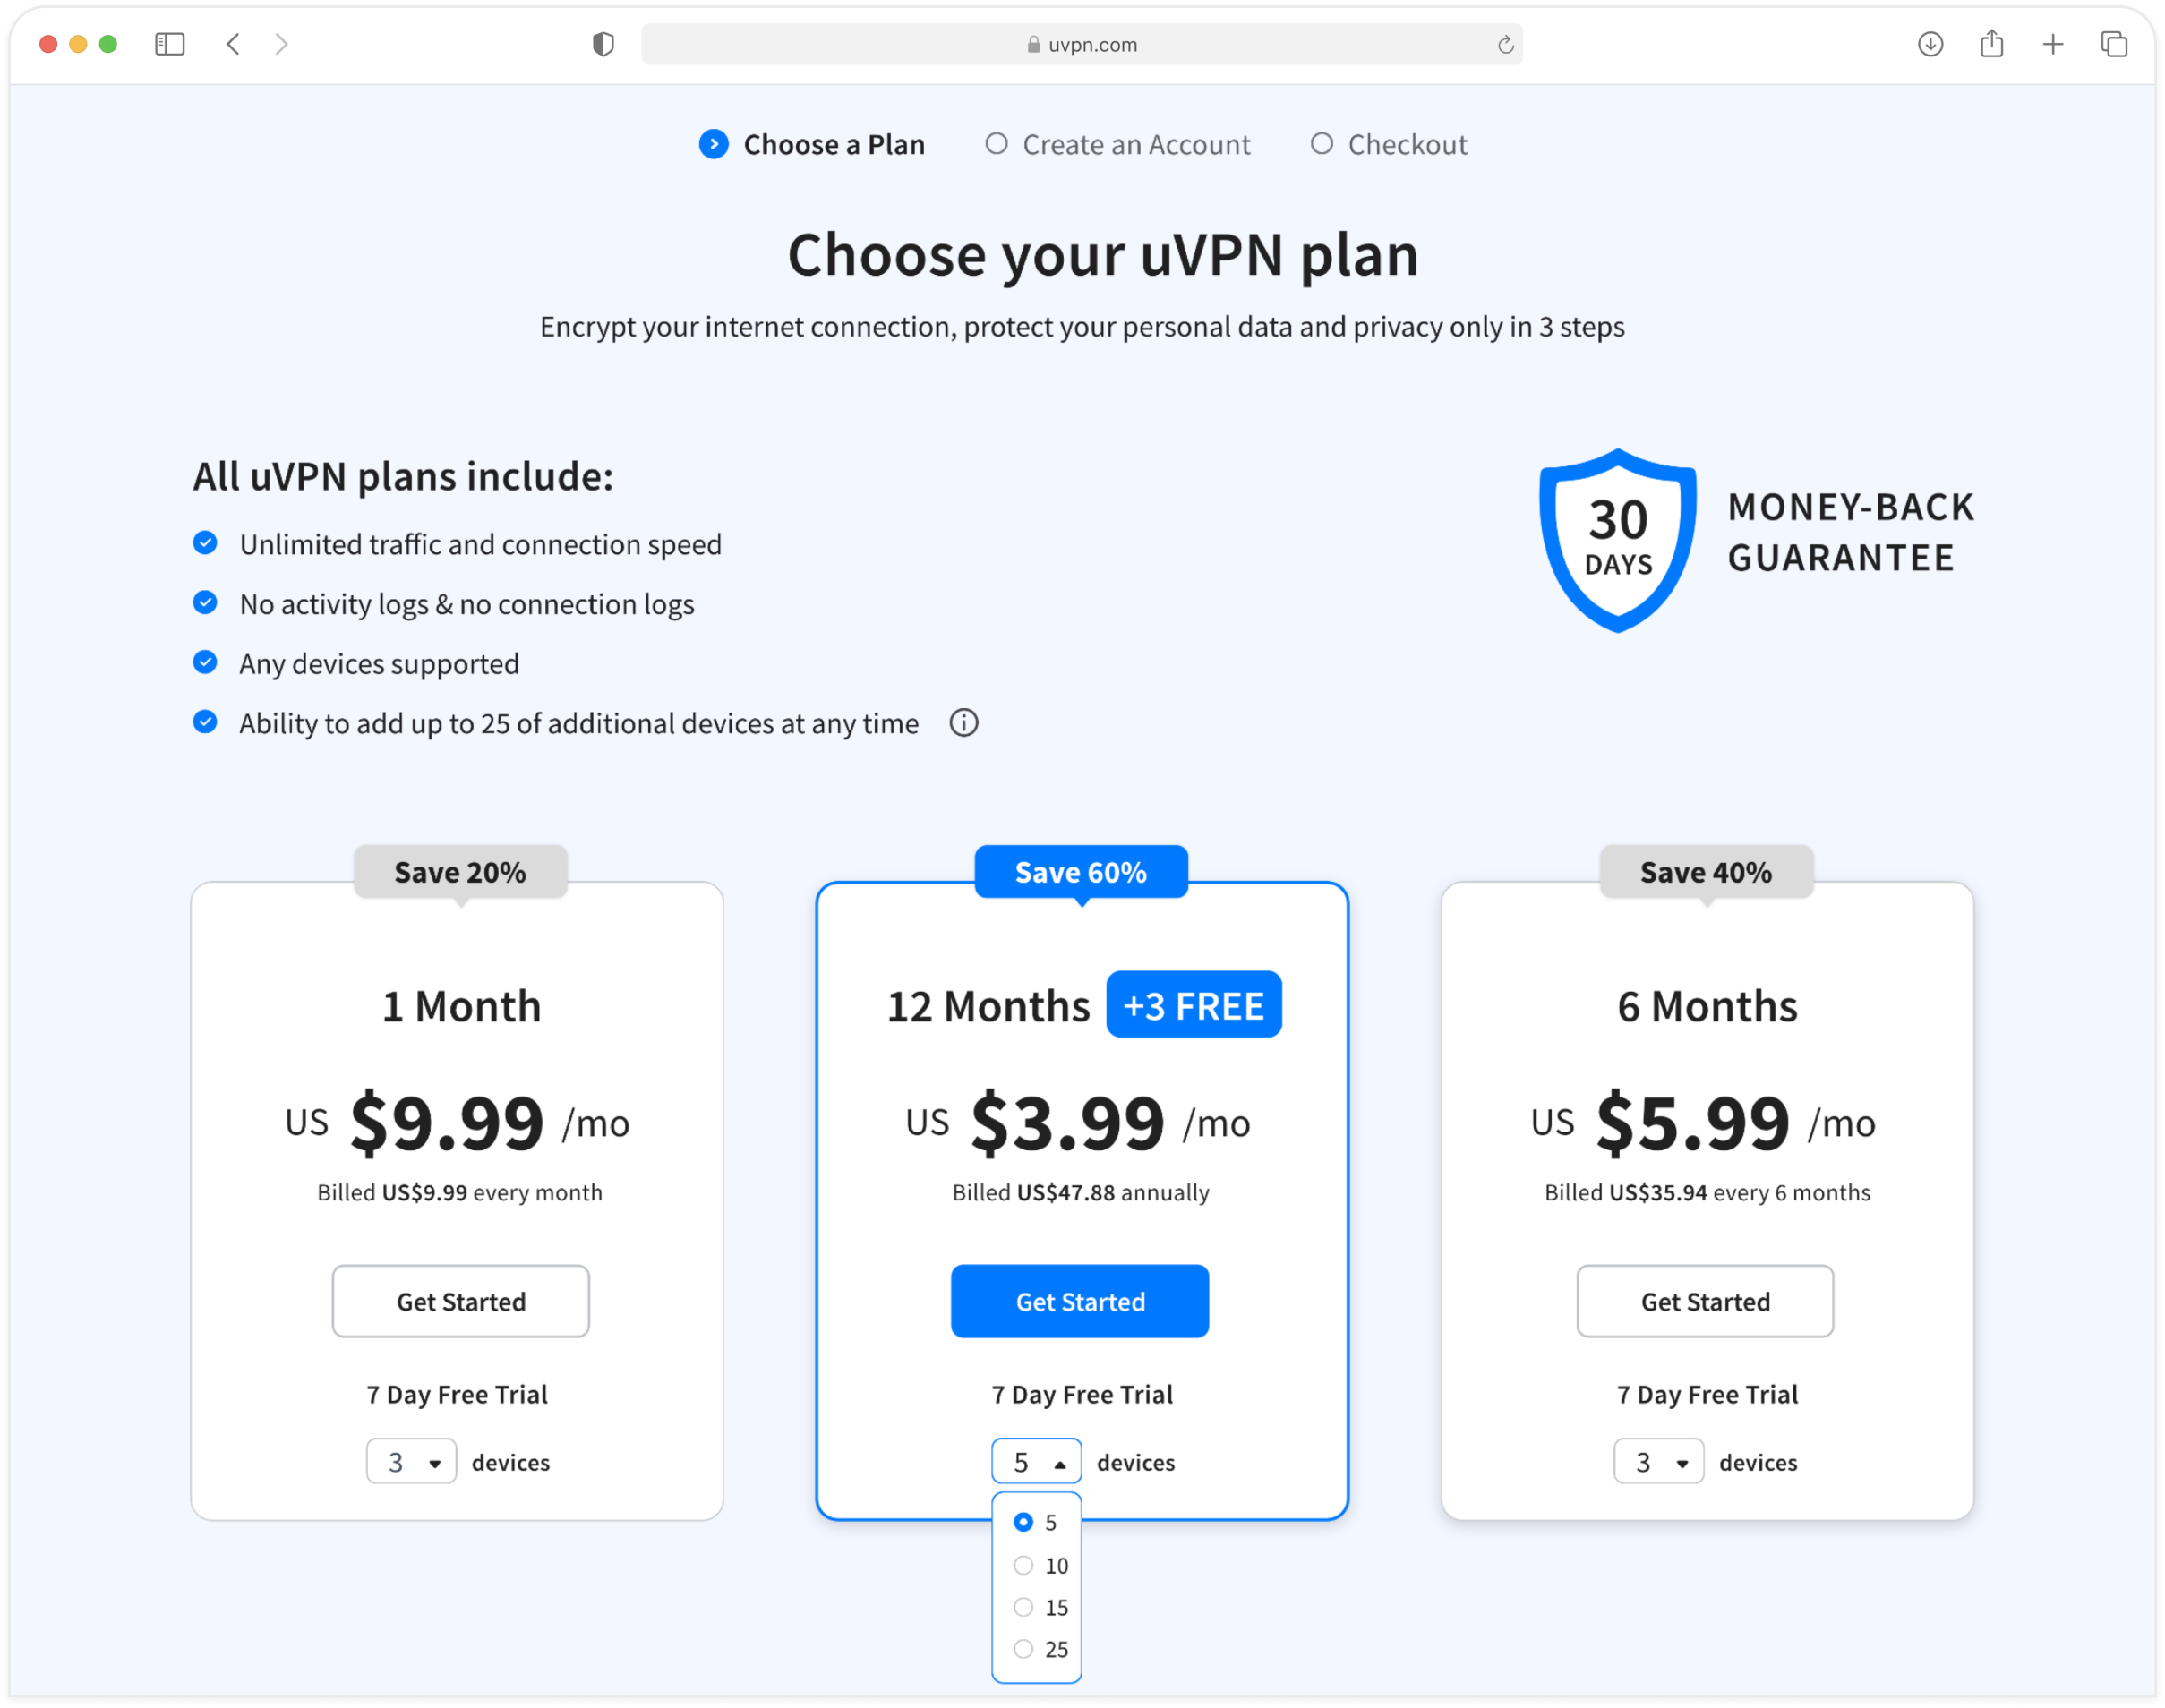 uvpn.com
Choose a Plan
Create an Account
Checkout
Choose your uVPN plan
Encrypt your internet connection, protect your personal data and privacy only in 3 steps
All uVPN plans include:
Unlimited traffic and connection speed
No activity logs & no connection logs
Any devices supported
Ability to add up to 25 of additional devices at any time
30
DAYS
MONEY-BACK
GUARANTEE
Save 20%
1 Month
US $9.99 /mo
Billed US$9.99 every month
Get Started
7 Day Free Trial
3 devices
Save 60%
12 Months +3 FREE
US $3.99 /mo
Billed US$47.88 annually
Get Started
7 Day Free Trial
5 devices
5
10
15
25
Save 40%
6 Months
US $5.99 /mo
Billed US$35.94 every 6 months
Get Started
7 Day Free Trial
3 devices